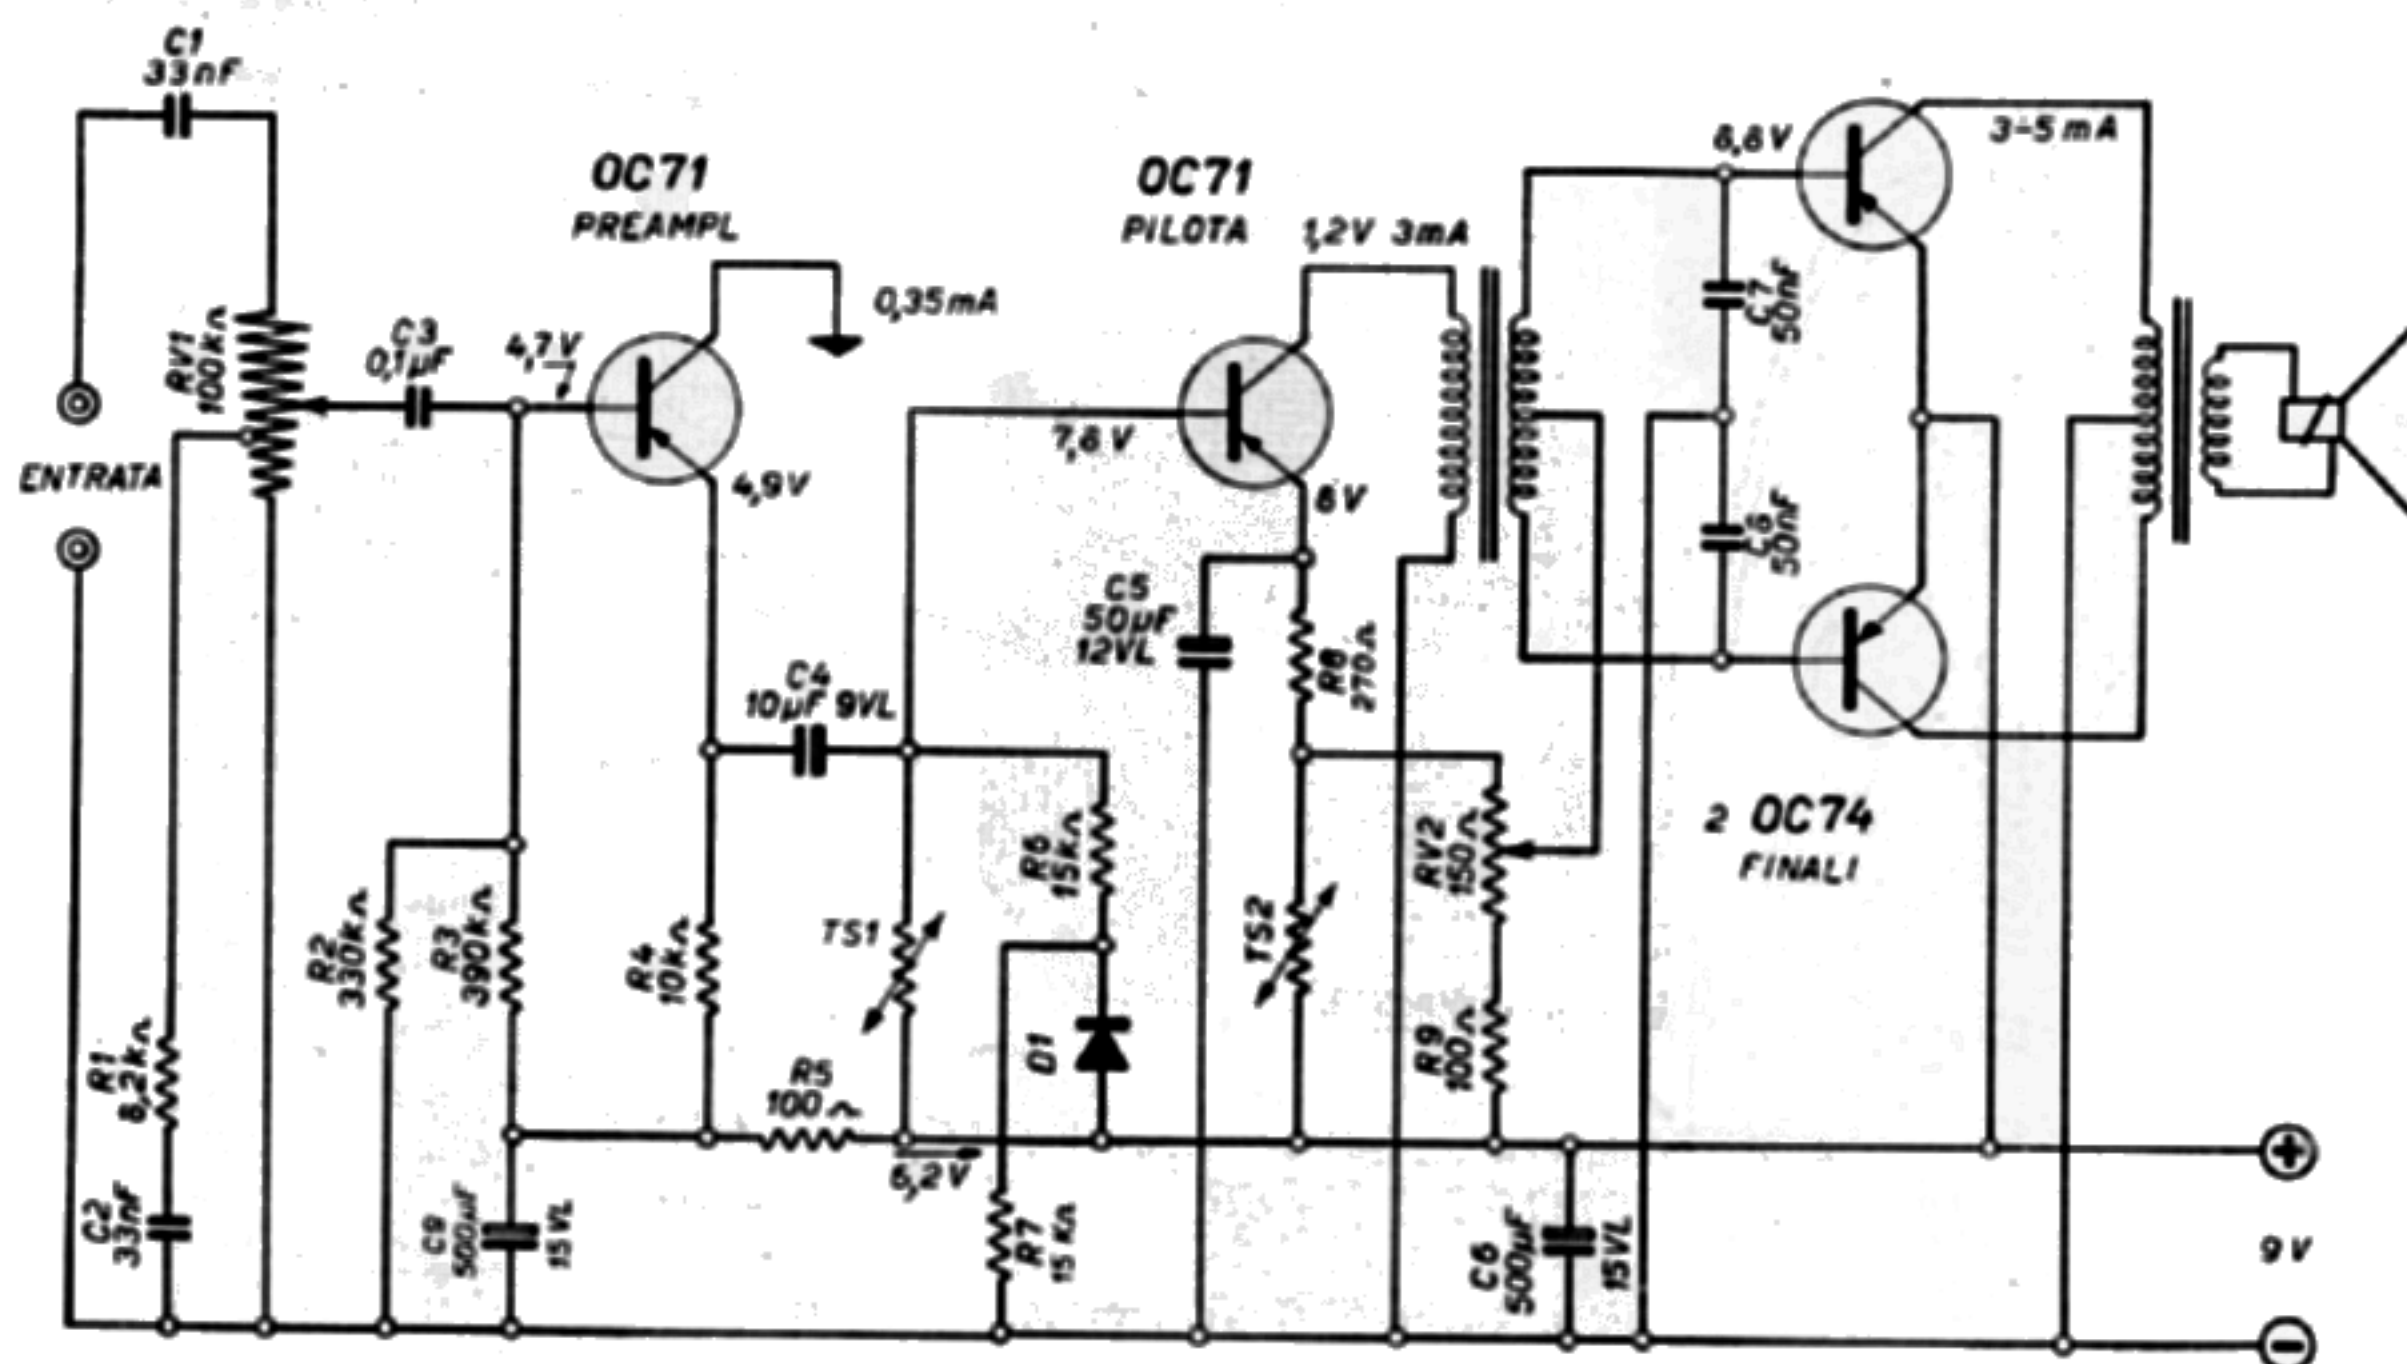 C1
33nF
OC71
PREAMPL
0,35mA
OC71
PILOTA
1,2V 3mA
8,8V
3-5mA
RV1
100kΩ
C3
0,1µF
4,7V
4,9V
7,8V
8V
C7
50nF
C8
50nF
ENTRATA
C4
10µF 9VL
C5
50µF
12VL
R8
270Ω
2 OC74
FINALI
R2
330kΩ
R3
390kΩ
R4
10kΩ
TS1
R6
15kΩ
TS2
RV2
150Ω
R1
8,2kΩ
R5
100Ω
D1
R9
100Ω
6,2V
C2
33nF
C9
500µF
15VL
R7
15KΩ
C6
500µF
15VL
+
9V
-